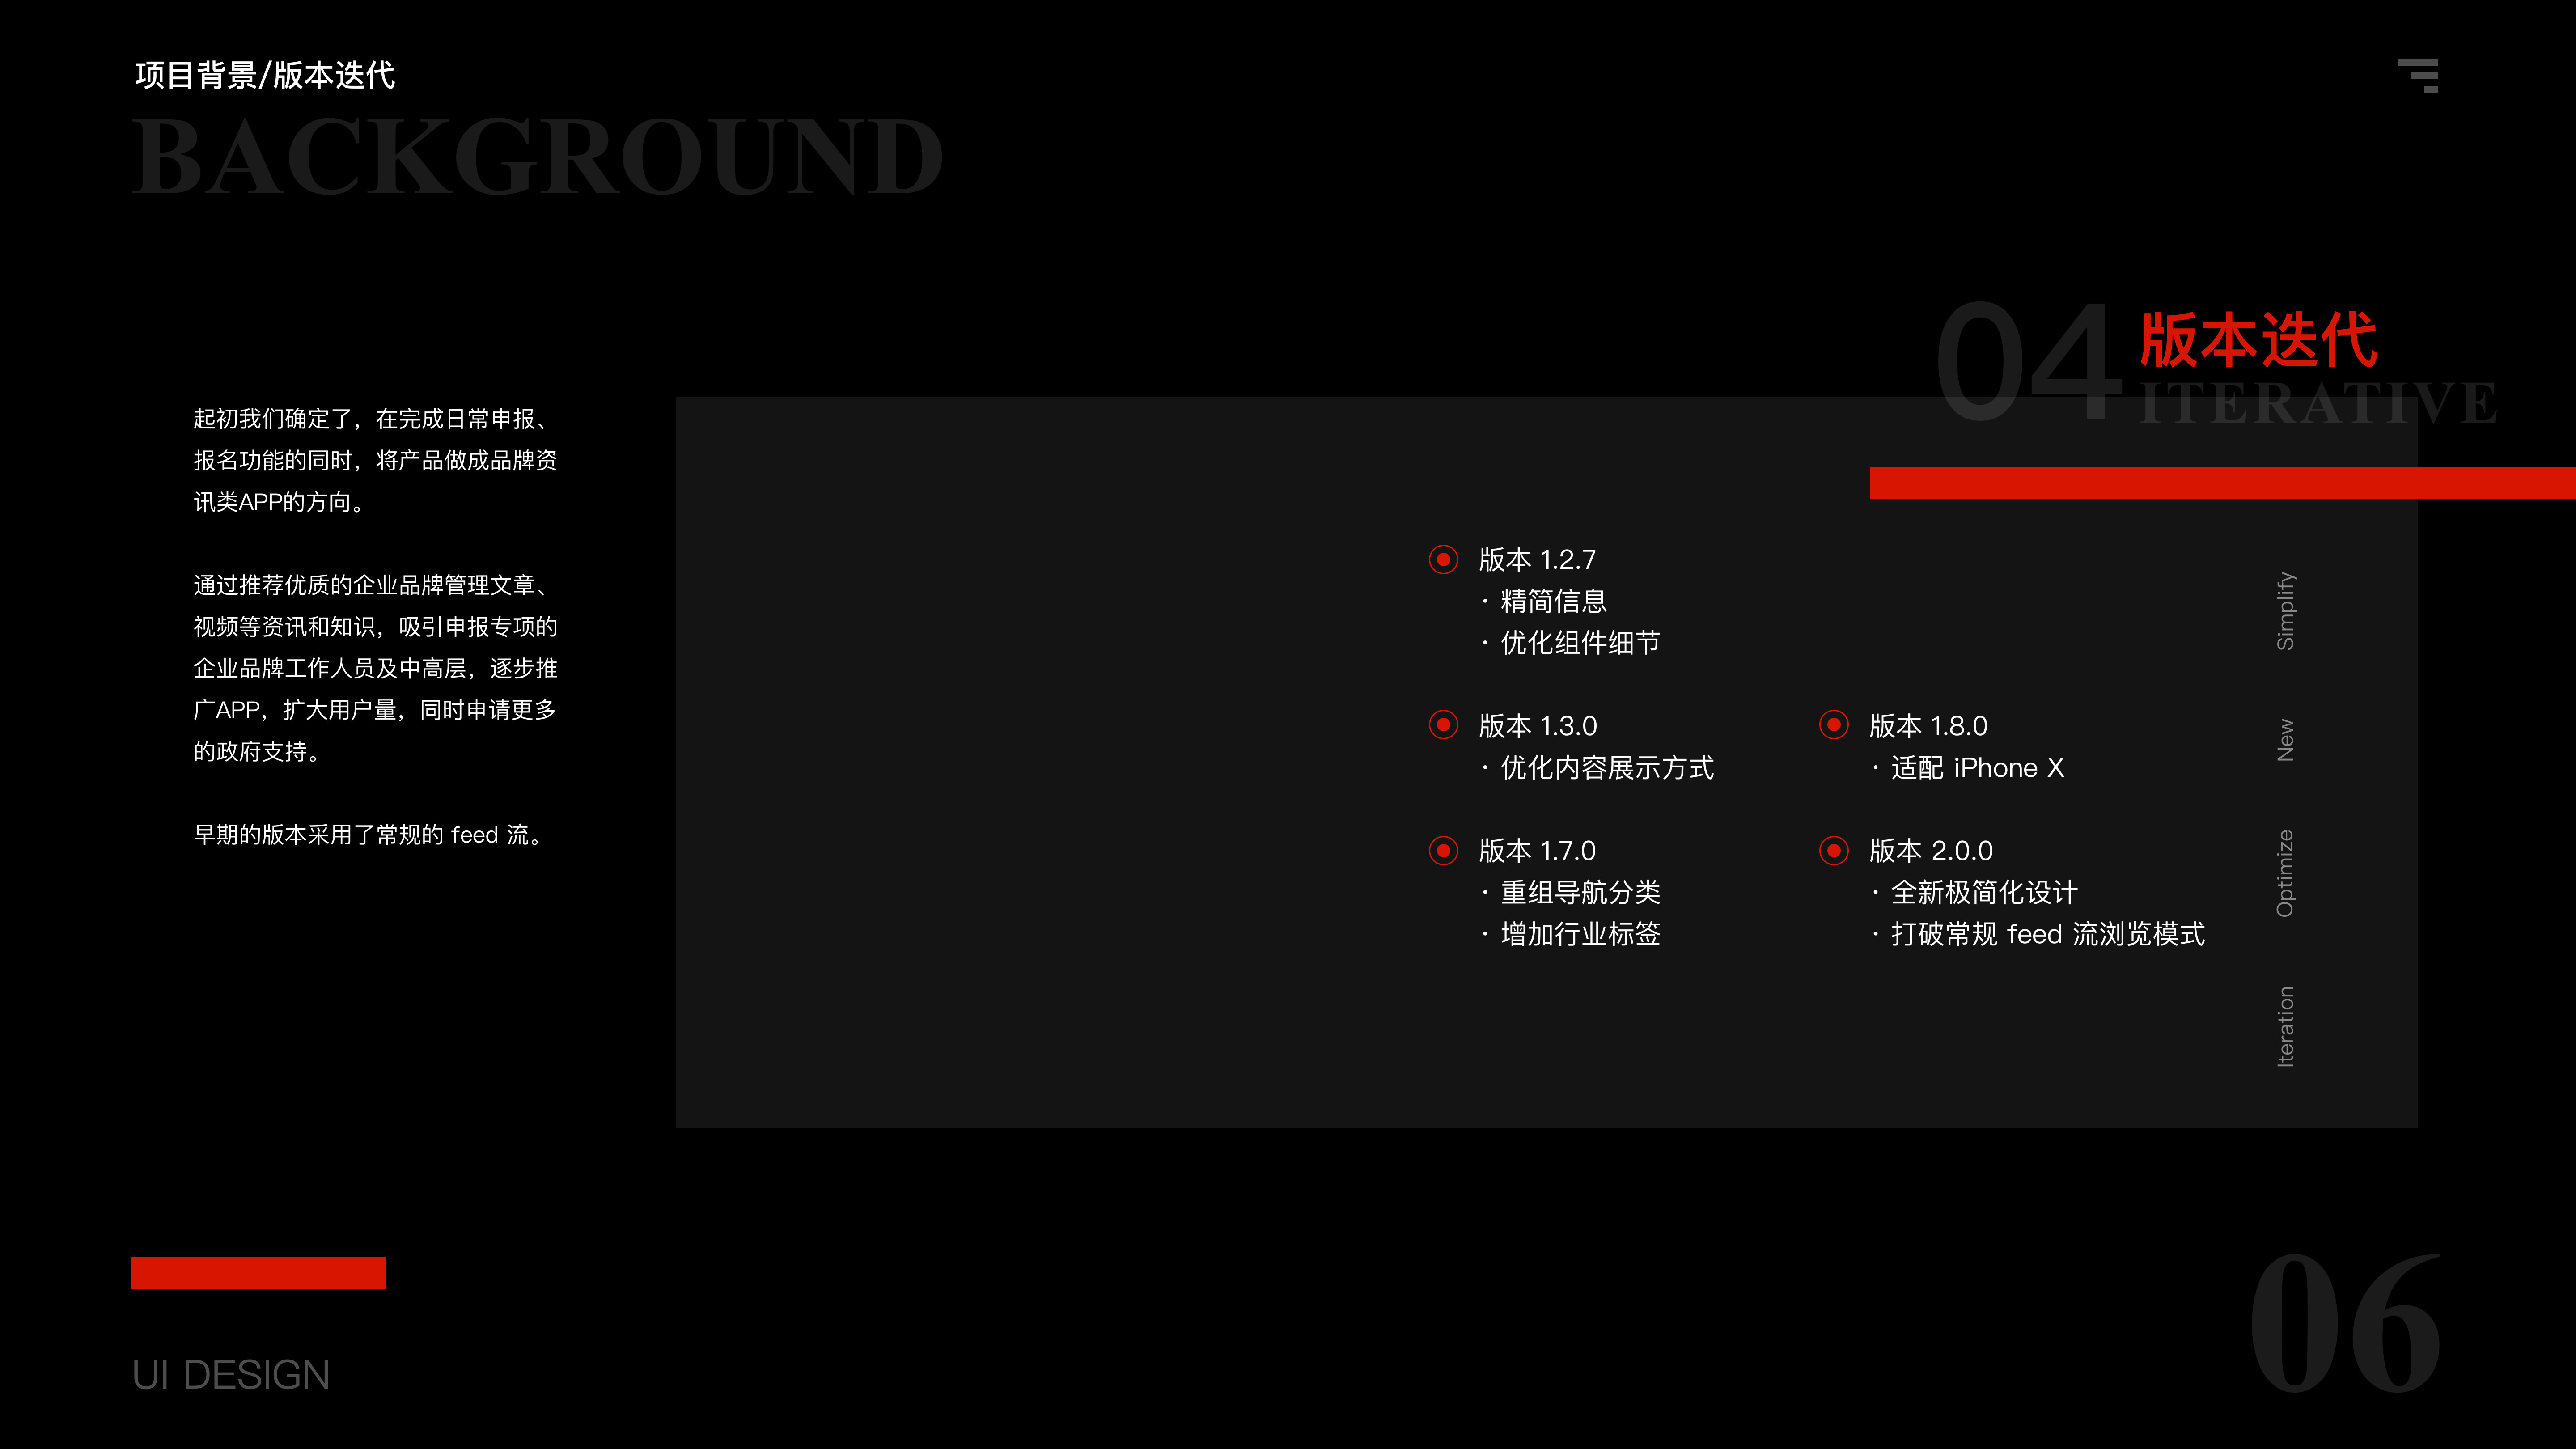 项目背景/版本迭代
BACKGROUND
04
版本迭代
ITERATIVE
起初我们确定了，在完成日常申报、
报名功能的同时，将产品做成品牌资
讯类APP的方向。
通过推荐优质的企业品牌管理文章、
视频等资讯和知识，吸引申报专项的
企业品牌工作人员及中高层，逐步推
广APP，扩大用户量，同时申请更多
的政府支持。
早期的版本采用了常规的 feed 流。
版本 1.2.7
· 精简信息
· 优化组件细节
版本 1.3.0
· 优化内容展示方式
版本 1.7.0
· 重组导航分类
· 增加行业标签
版本 1.8.0
· 适配 iPhone X
版本 2.0.0
· 全新极简化设计
· 打破常规 feed 流浏览模式
Simplify
New
Optimize
Iteration
UI DESIGN
06